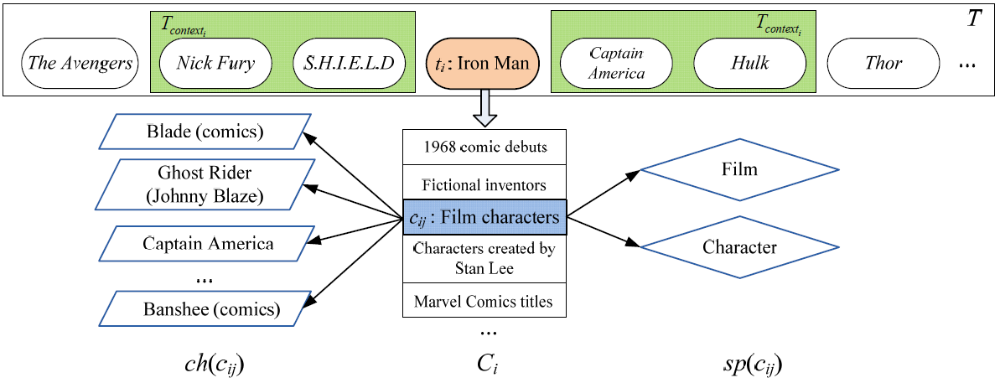 T_context_i
T_context_i
T
The Avengers
Nick Fury
S.H.I.E.L.D
t_i : Iron Man
Captain
America
Hulk
Thor
...
Blade (comics)
Ghost Rider
(Johnny Blaze)
Captain America
...
Banshee (comics)
1968 comic debuts
Fictional inventors
c_ij : Film characters
Characters created by
Stan Lee
Marvel Comics titles
...
Film
Character
ch(c_ij)
C_i
sp(c_ij)